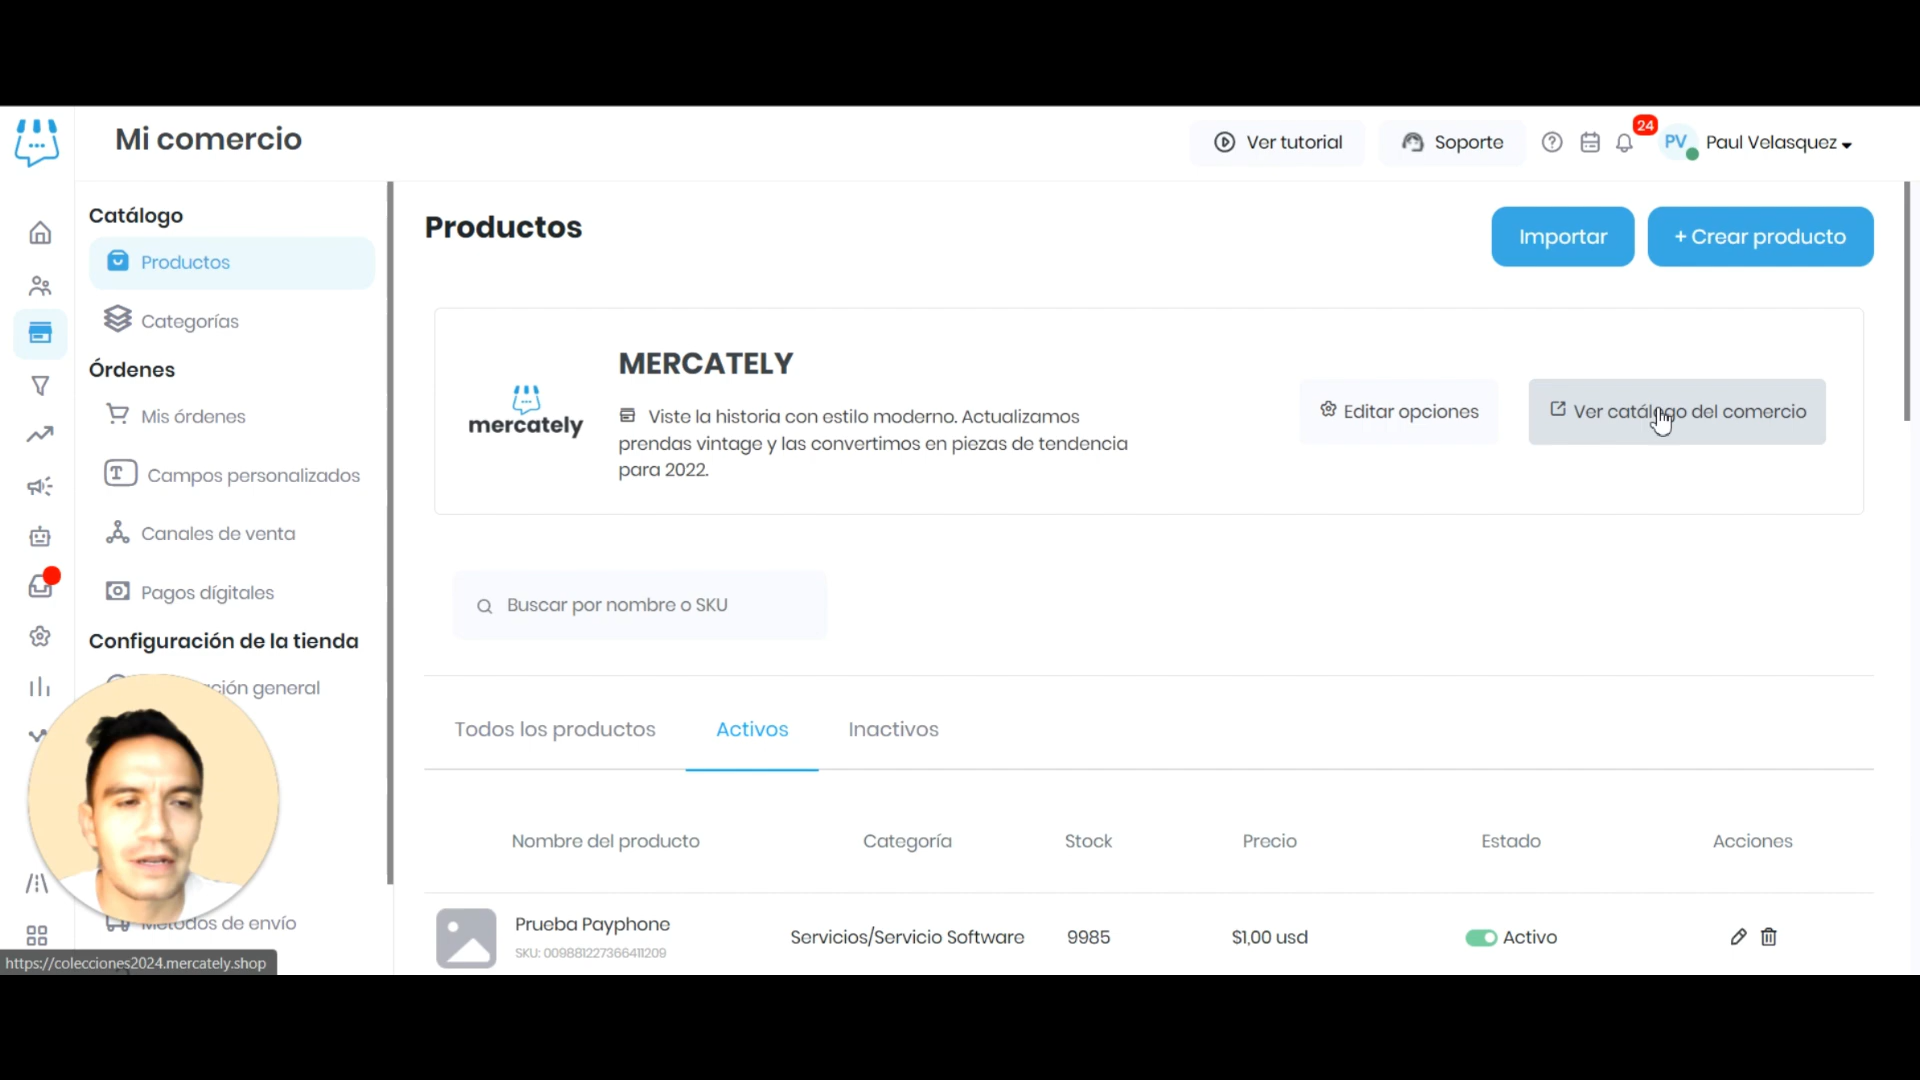 Mi comercio
Ver tutorial
Soporte
24
PV
Paul Velasquez
Catálogo
Productos
Categorías
Órdenes
Mis órdenes
Campos personalizados
Canales de venta
Pagos dígitales
Configuración de la tienda
ción general
Métodos de envío
https://colecciones2024.mercately.shop
Productos
Importar
+ Crear producto
mercately
MERCATELY
Viste la historia con estilo moderno. Actualizamos
prendas vintage y las convertimos en piezas de tendencia
para 2022.
Editar opciones
Ver catálogo del comercio
Buscar por nombre o SKU
Todos los productos
Activos
Inactivos
Nombre del producto
Categoría
Stock
Precio
Estado
Acciones
Prueba Payphone
SKU: 009881227366411209
Servicios/Servicio Software
9985
$1,00 usd
Activo